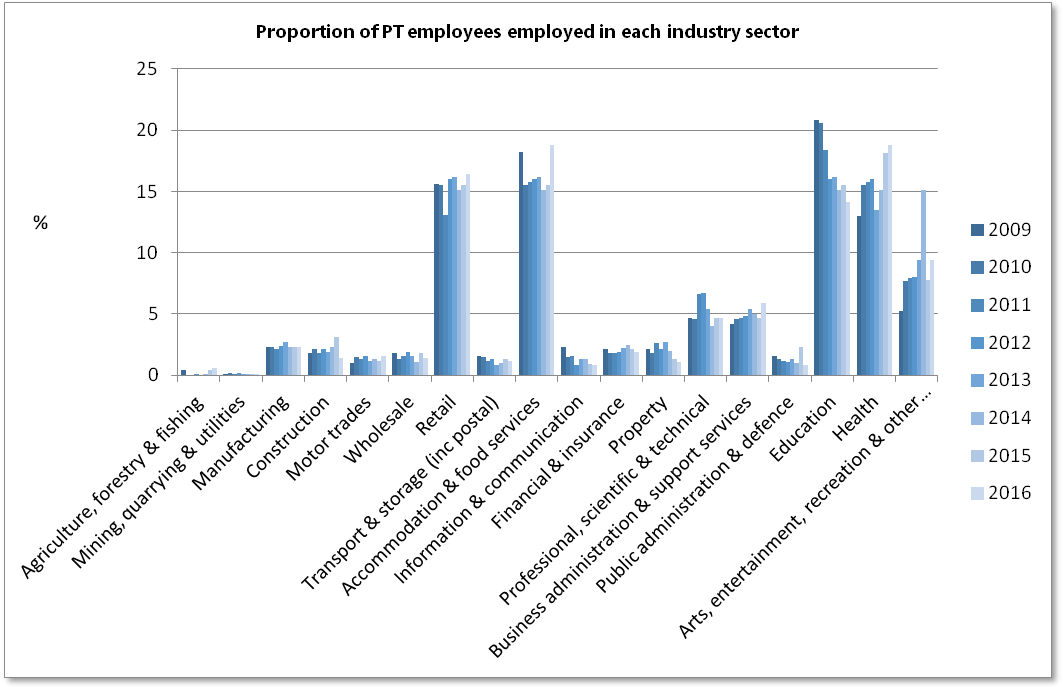 Proportion of PT employees employed in each industry sector
25
20
15
10
5
0
%
Agriculture, forestry & fishing
Mining, quarrying & utilities
Manufacturing
Construction
Motor trades
Wholesale
Retail
Transport & storage (inc postal)
Accommodation & food services
Information & communication
Financial & insurance
Property
Professional, scientific & technical
Business administration & support services
Public administration & defence
Education
Health
Arts, entertainment, recreation & other...
2009
2010
2011
2012
2013
2014
2015
2016